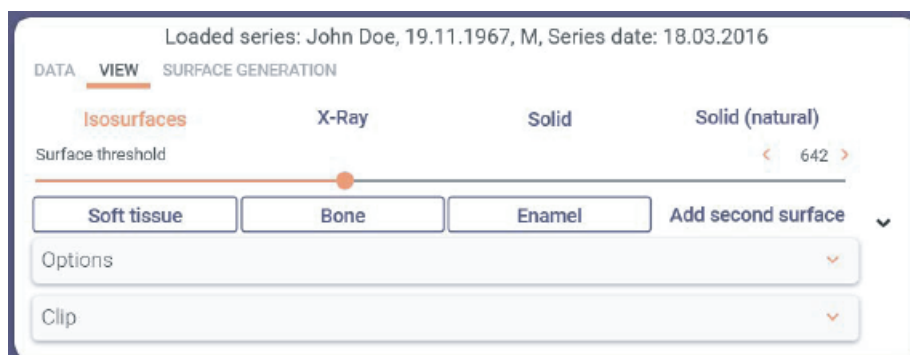 Loaded series: John Doe, 19.11.1967, M, Series date: 18.03.2016
DATA VIEW SURFACE GENERATION
Isosurfaces X-Ray Solid Solid (natural)
Surface threshold < 642 >
Soft tissue Bone Enamel Add second surface
Options
Clip